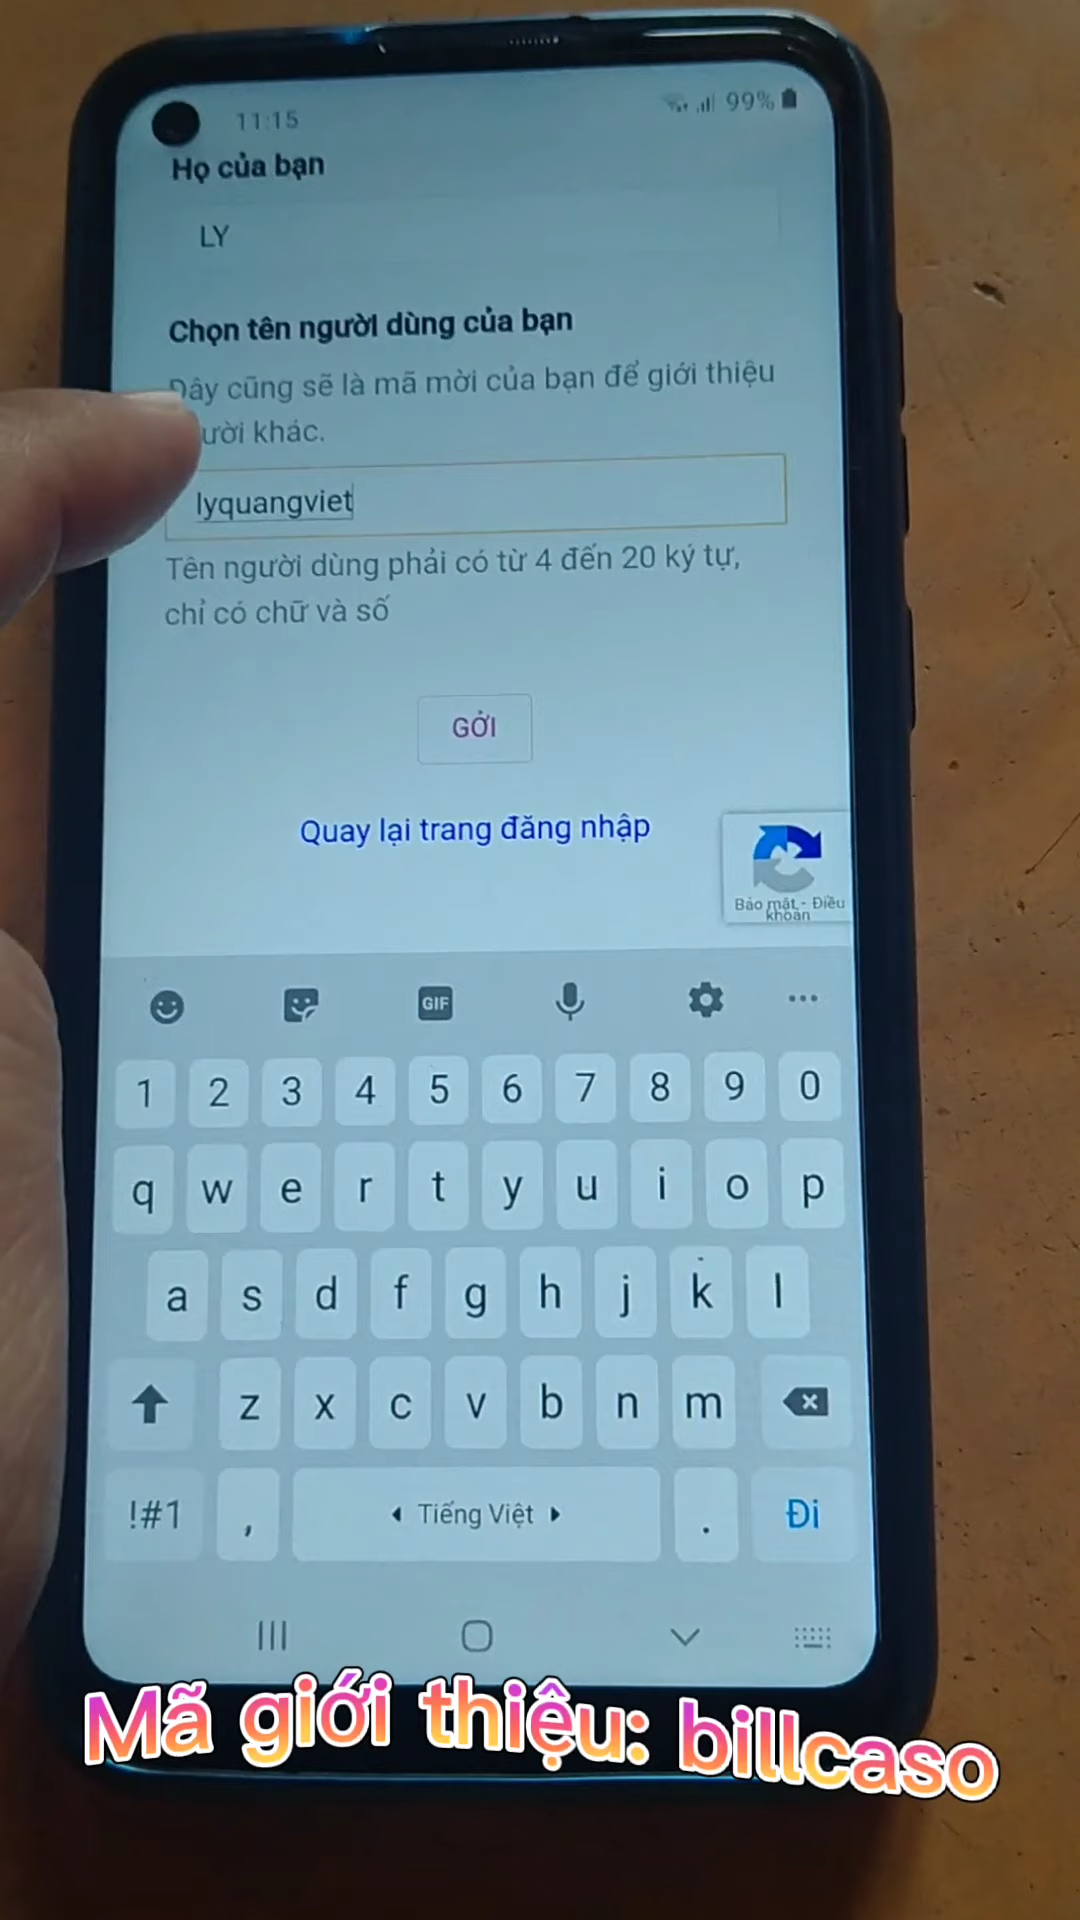 11:15
99%
Họ của bạn
LY
Chọn tên người dùng của bạn
Đây cũng sẽ là mã mời của bạn để giới thiệu
ười khác.
lyquangviet
Tên người dùng phải có từ 4 đến 20 ký tự,
chỉ có chữ và số
GỞI
Quay lại trang đăng nhập
Bảo mật - Điều
khoản
GIF
1 2 3 4 5 6 7 8 9 0
q w e r t y u i o p
a s d f g h j k l
z x c v b n m
!#1 , Tiếng Việt . Đi
Mã giới thiệu: billcaso